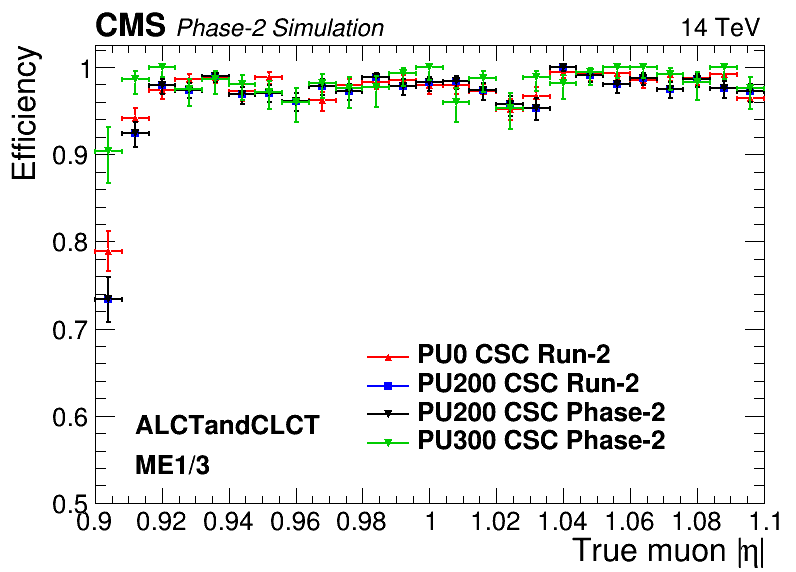 CMS Phase-2 Simulation 14 TeV
Efficiency
1
0.9
0.8
0.7
0.6
0.5
PU0 CSC Run-2
PU200 CSC Run-2
PU200 CSC Phase-2
PU300 CSC Phase-2
ALCTandCLCT
ME1/3
0.9 0.92 0.94 0.96 0.98 1 1.02 1.04 1.06 1.08 1.1
True muon |η|